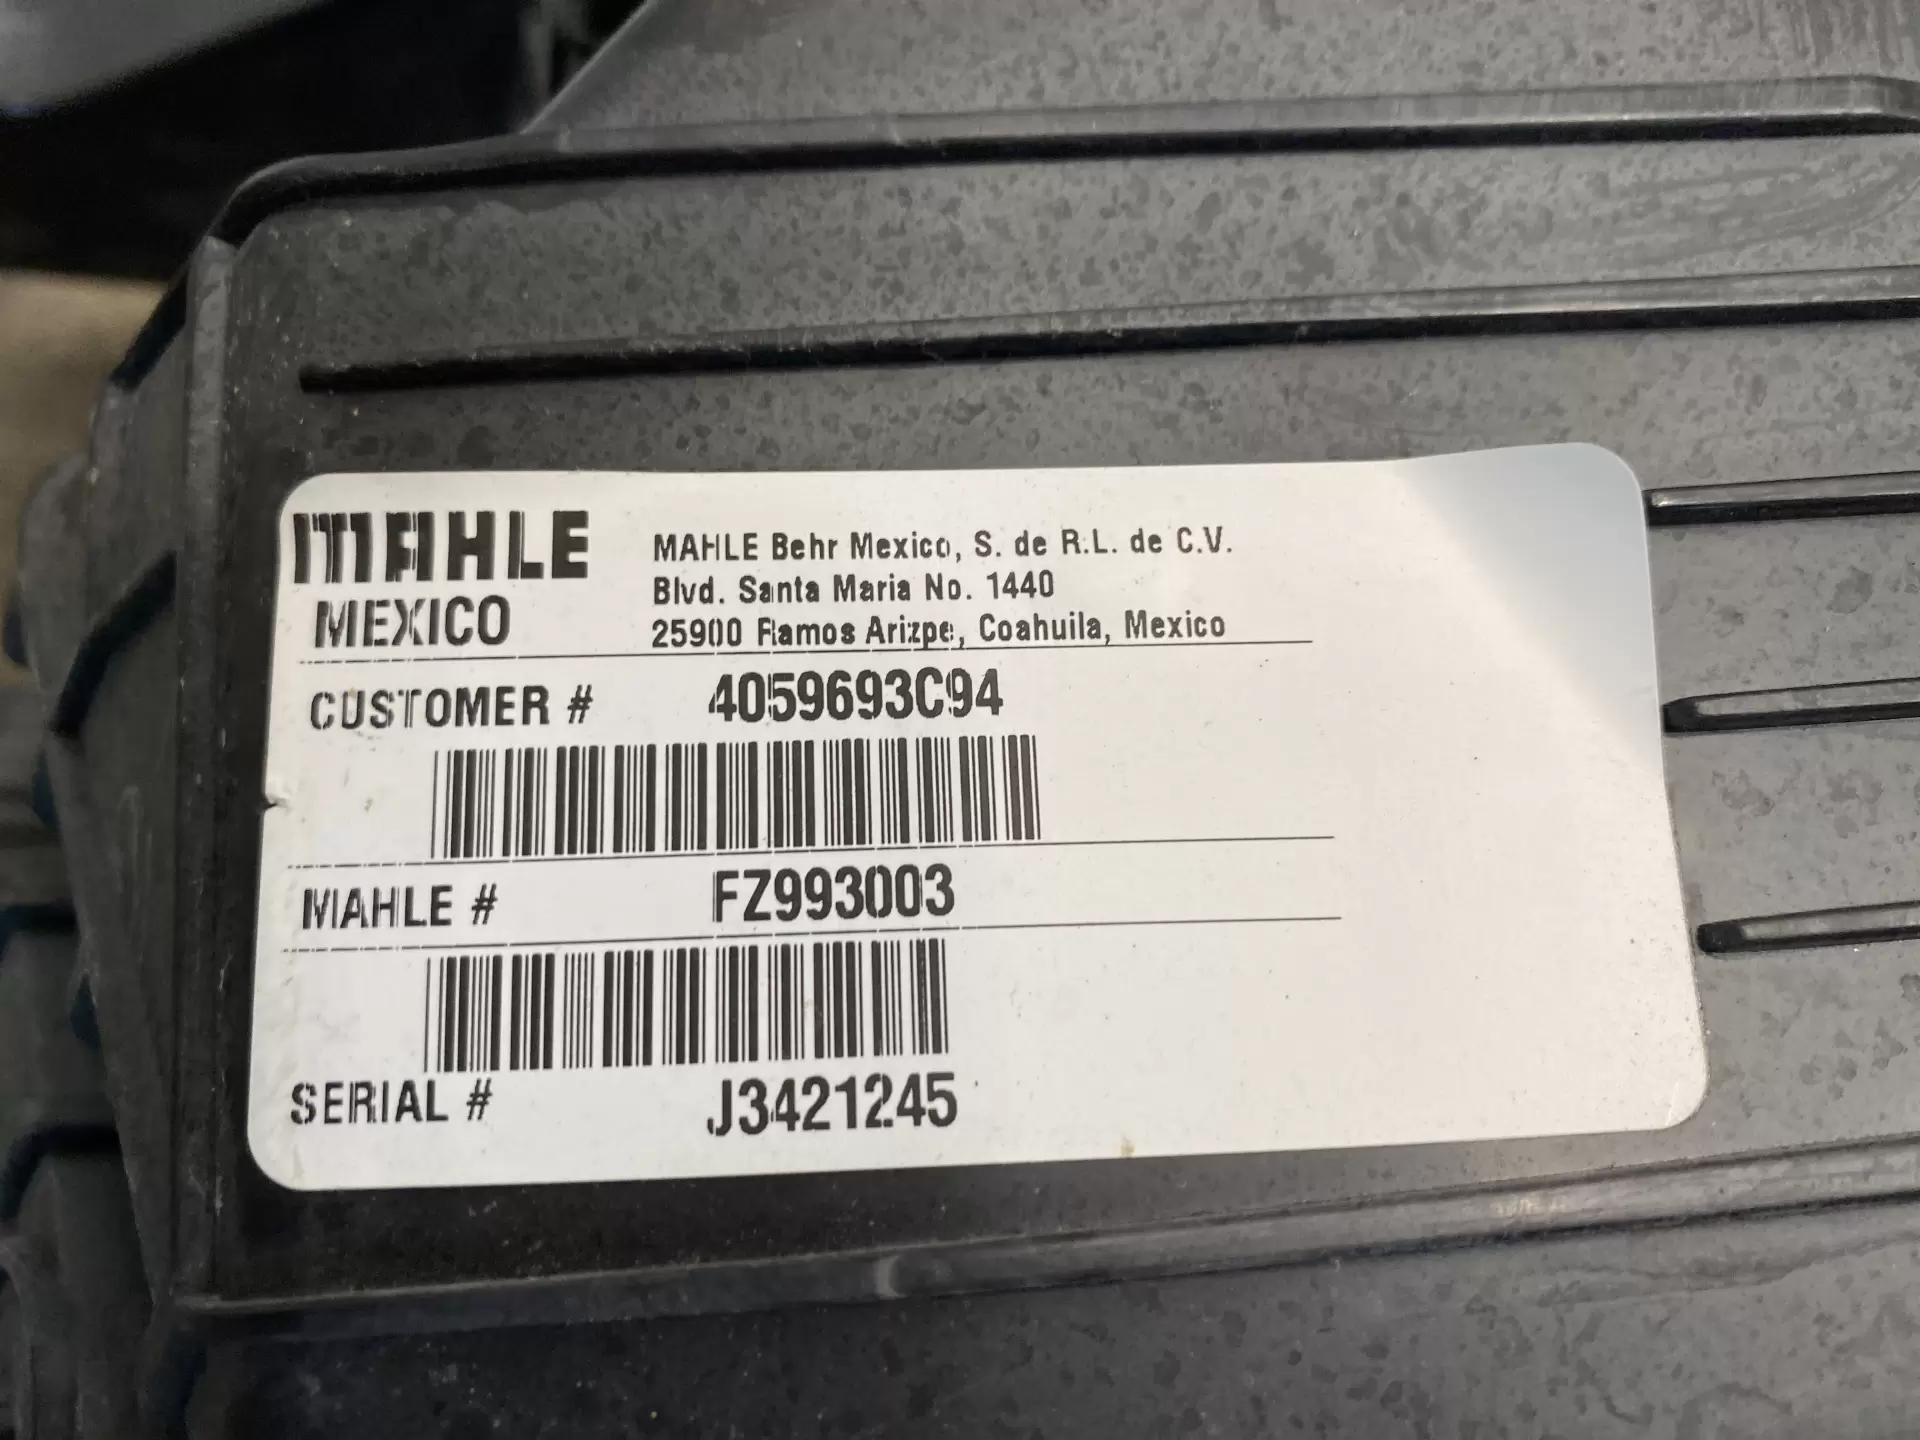 MAHLE
MEXICO
MAHLE Behr Mexico, S. de R.L. de C.V.
Blvd. Santa Maria No. 1440
25900 Ramos Arizpe, Coahuila, Mexico
CUSTOMER # 4059693C94
MAHLE # FZ993003
SERIAL # J3421245